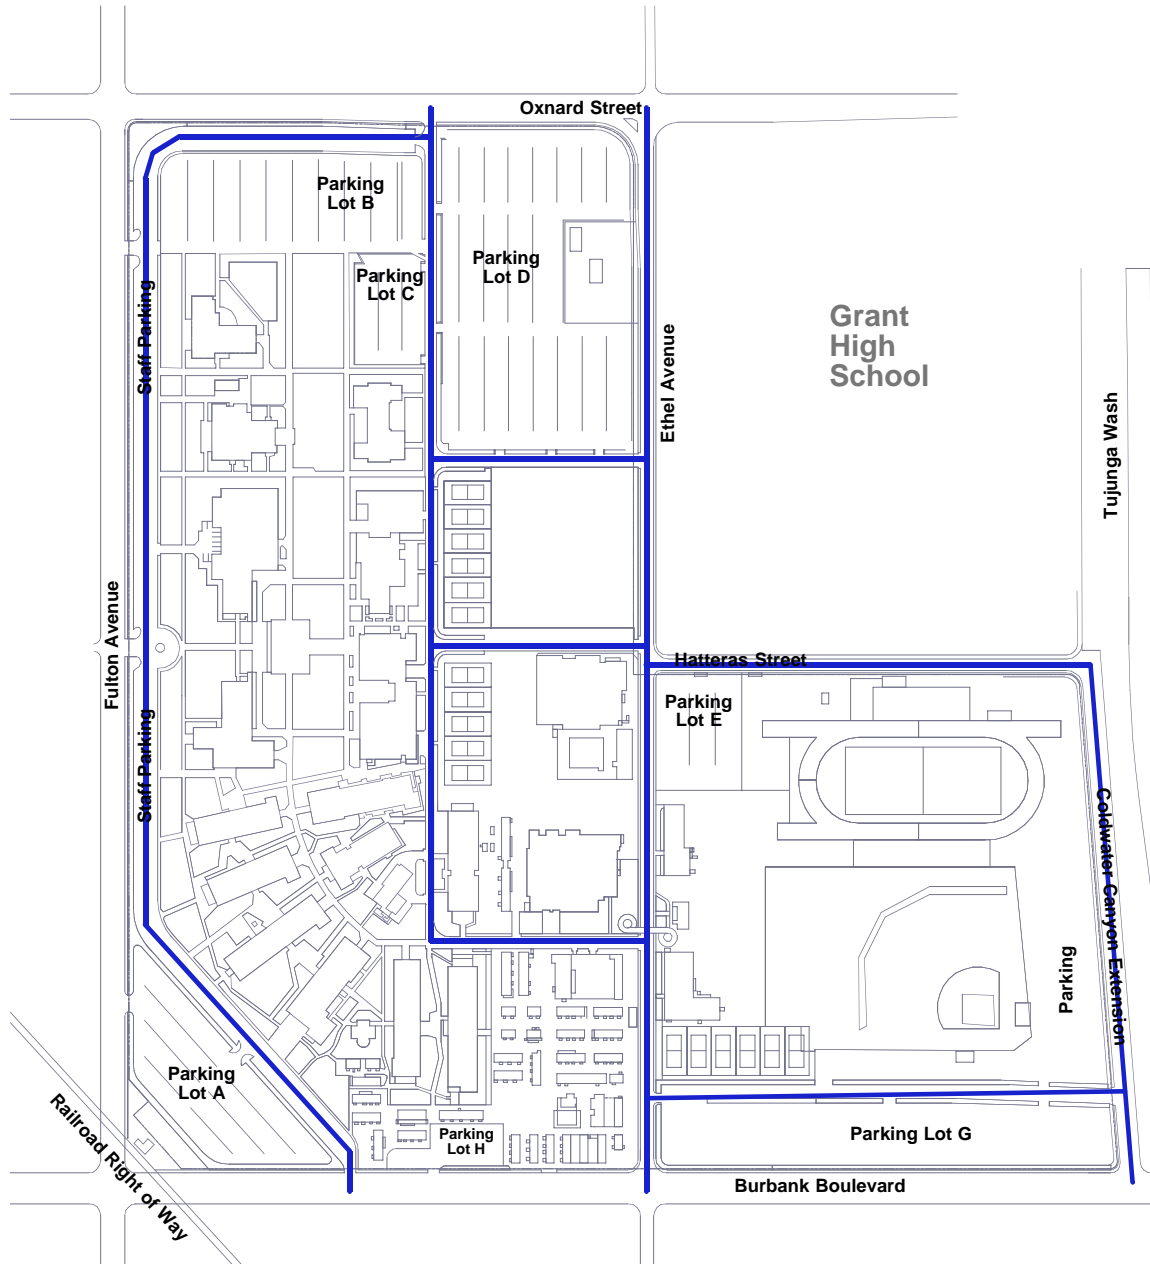 Oxnard Street
Parking
Lot B
Parking
Lot D
Parking
Lot C
Staff Parking
Grant
High
School
Ethel Avenue
Tujunga Wash
Fulton Avenue
Hatteras Street
Parking
Lot E
Staff Parking
Coldwater Canyon Extension
Parking
Parking
Lot A
Railroad Right of Way
Parking
Lot H
Parking Lot G
Burbank Boulevard